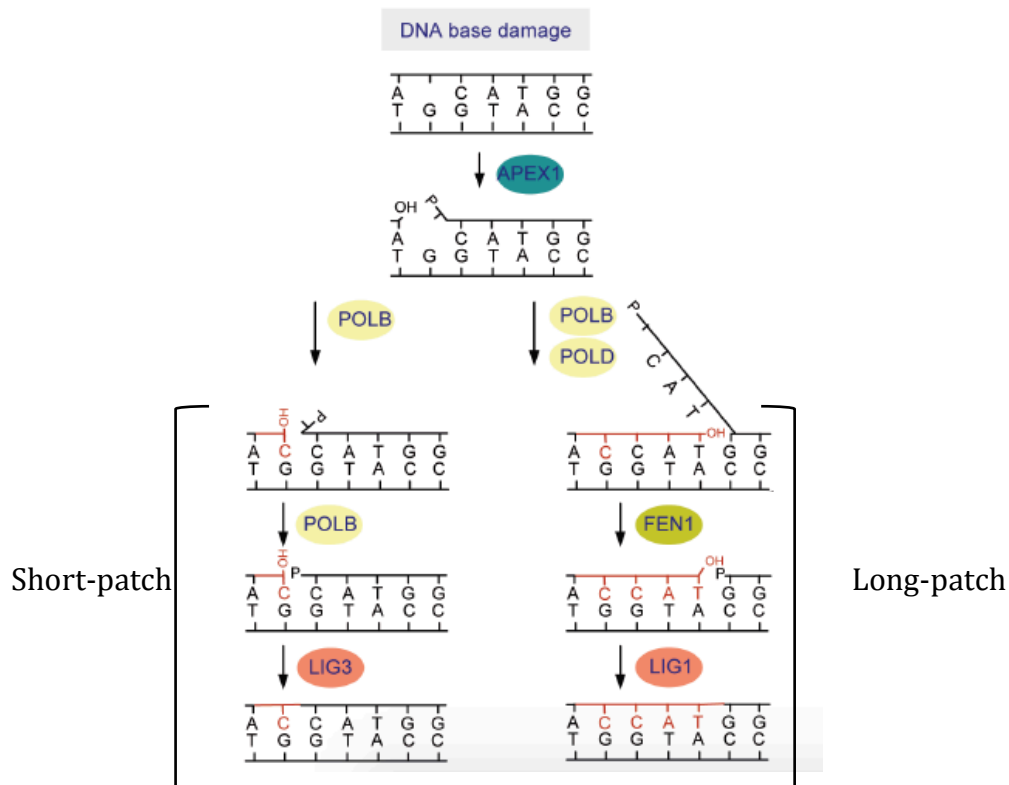 DNA base damage
A C A T G G
T G G T A C C
APEX1
OH P
A C A T G G
T G G T A C C
POLB
POLB
POLD
P
C A T
OH P
A C C A T G G
T G G T A C C
OH
A C C A T G G
T G G T A C C
POLB
FEN1
Short-patch
Long-patch
OH P
A C C A T G G
T G G T A C C
OH P
A C C A T G G
T G G T A C C
LIG3
LIG1
A C C A T G G
T G G T A C C
A C C A T G G
T G G T A C C